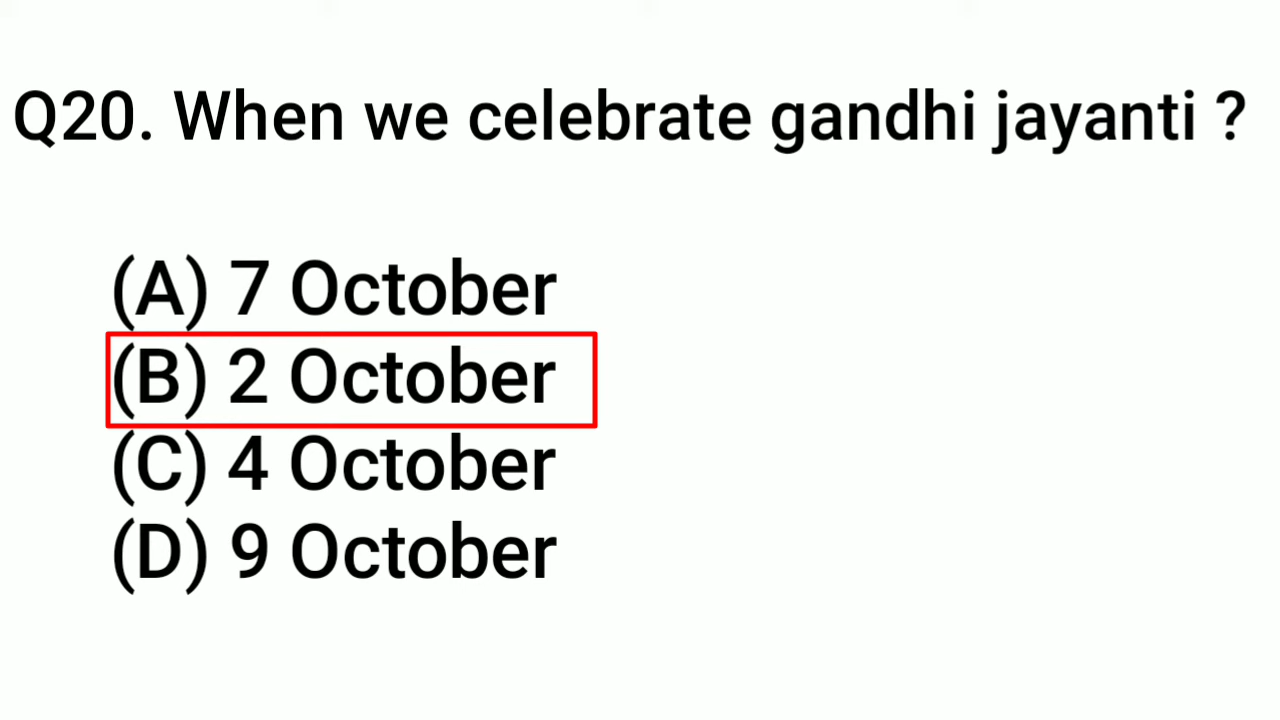 Q20. When we celebrate gandhi jayanti ?
(A) 7 October
(B) 2 October
(C) 4 October
(D) 9 October